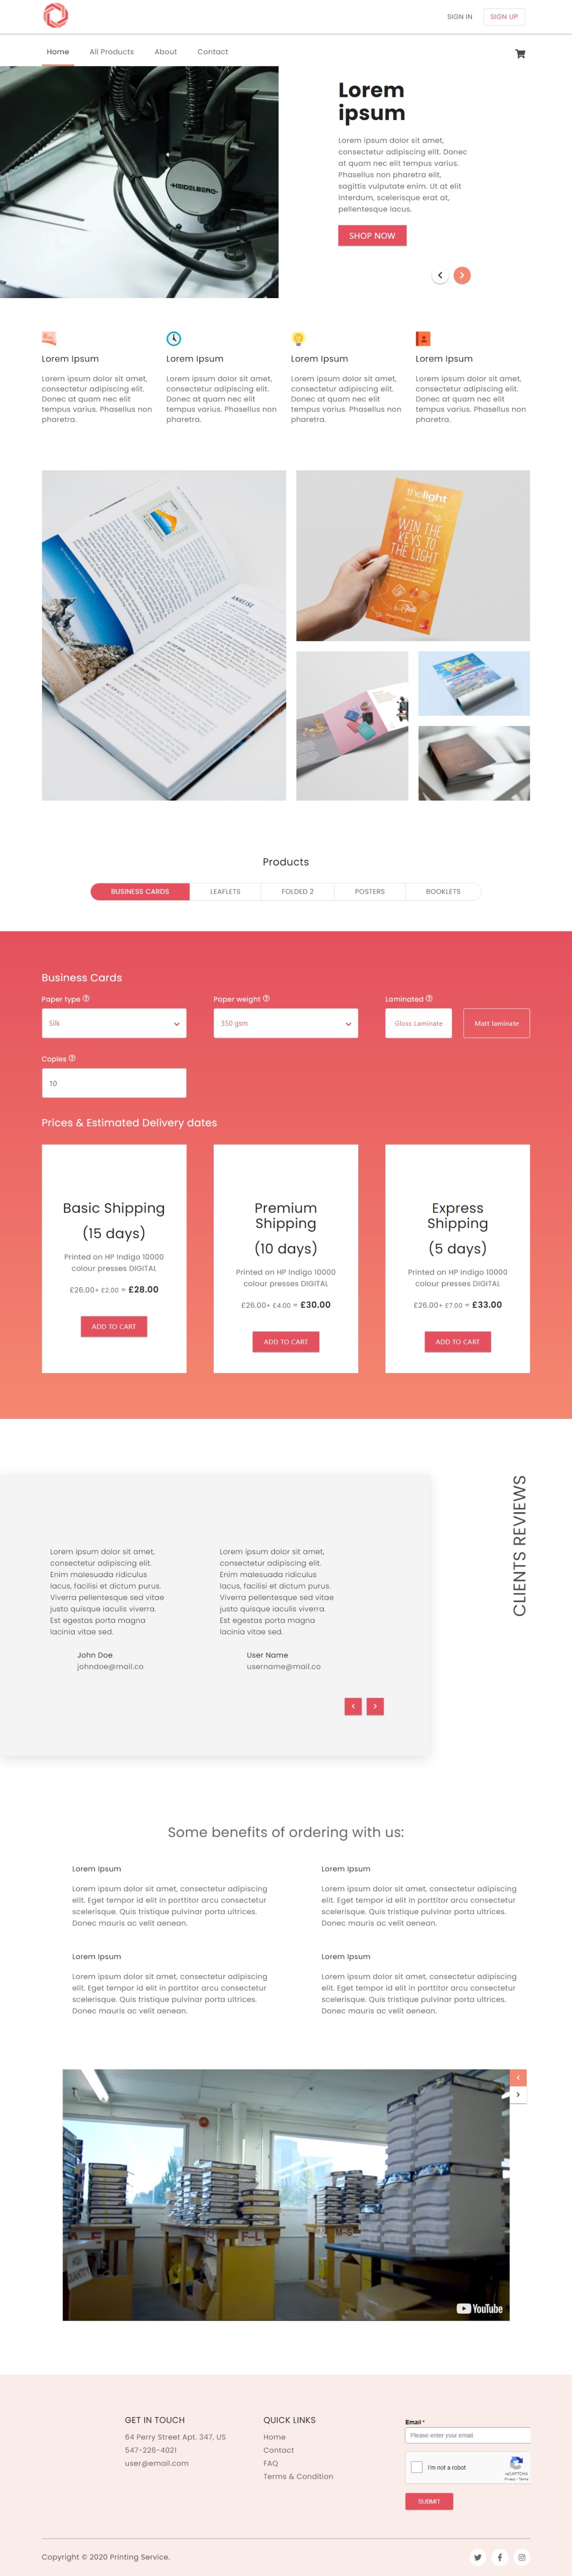 SIGN IN
SIGN UP
Home
All Products
About
Contact
HEIDELBERG
Lorem
ipsum
Lorem ipsum dolor sit amet,
consectetur adipiscing elit. Donec
at quam nec elit tempus varius.
Phasellus non pharetra elit,
sagittis vulputate enim. Ut at elit
interdum, scelerisque erat at,
pellentesque lacus.
SHOP NOW
Lorem Ipsum
Lorem ipsum dolor sit amet,
consectetur adipiscing elit.
Donec at quam nec elit
tempus varius. Phasellus non
pharetra.
Lorem Ipsum
Lorem ipsum dolor sit amet,
consectetur adipiscing elit.
Donec at quam nec elit
tempus varius. Phasellus non
pharetra.
Lorem Ipsum
Lorem ipsum dolor sit amet,
consectetur adipiscing elit.
Donec at quam nec elit
tempus varius. Phasellus non
pharetra.
Lorem Ipsum
Lorem ipsum dolor sit amet,
consectetur adipiscing elit.
Donec at quam nec elit
tempus varius. Phasellus non
pharetra.
ANREISE
thelight
WIN THE
KEYS TO
THE LIGHT
Products
BUSINESS CARDS
LEAFLETS
FOLDED 2
POSTERS
BOOKLETS
Business Cards
Paper type
Silk
Paper weight
350 gsm
Laminated
Gloss Laminate
Matt laminate
Copies
10
Prices & Estimated Delivery dates
Basic Shipping
(15 days)
Printed on HP Indigo 10000
colour presses DIGITAL
£26.00+ £2.00 = £28.00
ADD TO CART
Premium
Shipping
(10 days)
Printed on HP Indigo 10000
colour presses DIGITAL
£26.00+ £4.00 = £30.00
ADD TO CART
Express
Shipping
(5 days)
Printed on HP Indigo 10000
colour presses DIGITAL
£26.00+ £7.00 = £33.00
ADD TO CART
CLIENTS REVIEWS
Lorem ipsum dolor sit amet,
consectetur adipiscing elit.
Enim malesuada ridiculus
lacus, facilisi et dictum purus.
Viverra pellentesque sed vitae
justo quisque iaculis viverra.
Est egestas porta magna
lacinia vitae sed.
John Doe
johndoe@mail.co
Lorem ipsum dolor sit amet,
consectetur adipiscing elit.
Enim malesuada ridiculus
lacus, facilisi et dictum purus.
Viverra pellentesque sed vitae
justo quisque iaculis viverra.
Est egestas porta magna
lacinia vitae sed.
User Name
username@mail.co
Some benefits of ordering with us:
Lorem Ipsum
Lorem ipsum dolor sit amet, consectetur adipiscing
elit. Eget tempor id elit in porttitor arcu consectetur
scelerisque. Quis tristique pulvinar porta ultrices.
Donec mauris ac velit aenean.
Lorem Ipsum
Lorem ipsum dolor sit amet, consectetur adipiscing
elit. Eget tempor id elit in porttitor arcu consectetur
scelerisque. Quis tristique pulvinar porta ultrices.
Donec mauris ac velit aenean.
Lorem Ipsum
Lorem ipsum dolor sit amet, consectetur adipiscing
elit. Eget tempor id elit in porttitor arcu consectetur
scelerisque. Quis tristique pulvinar porta ultrices.
Donec mauris ac velit aenean.
Lorem Ipsum
Lorem ipsum dolor sit amet, consectetur adipiscing
elit. Eget tempor id elit in porttitor arcu consectetur
scelerisque. Quis tristique pulvinar porta ultrices.
Donec mauris ac velit aenean.
F-L
M-S
YouTube
GET IN TOUCH
64 Perry Street Apt. 347, US
547-226-4021
user@email.com
QUICK LINKS
Home
Contact
FAQ
Terms & Condition
Email *
Please enter your email
I'm not a robot
reCAPTCHA
Privacy - Terms
SUBMIT
Copyright © 2020 Printing Service.